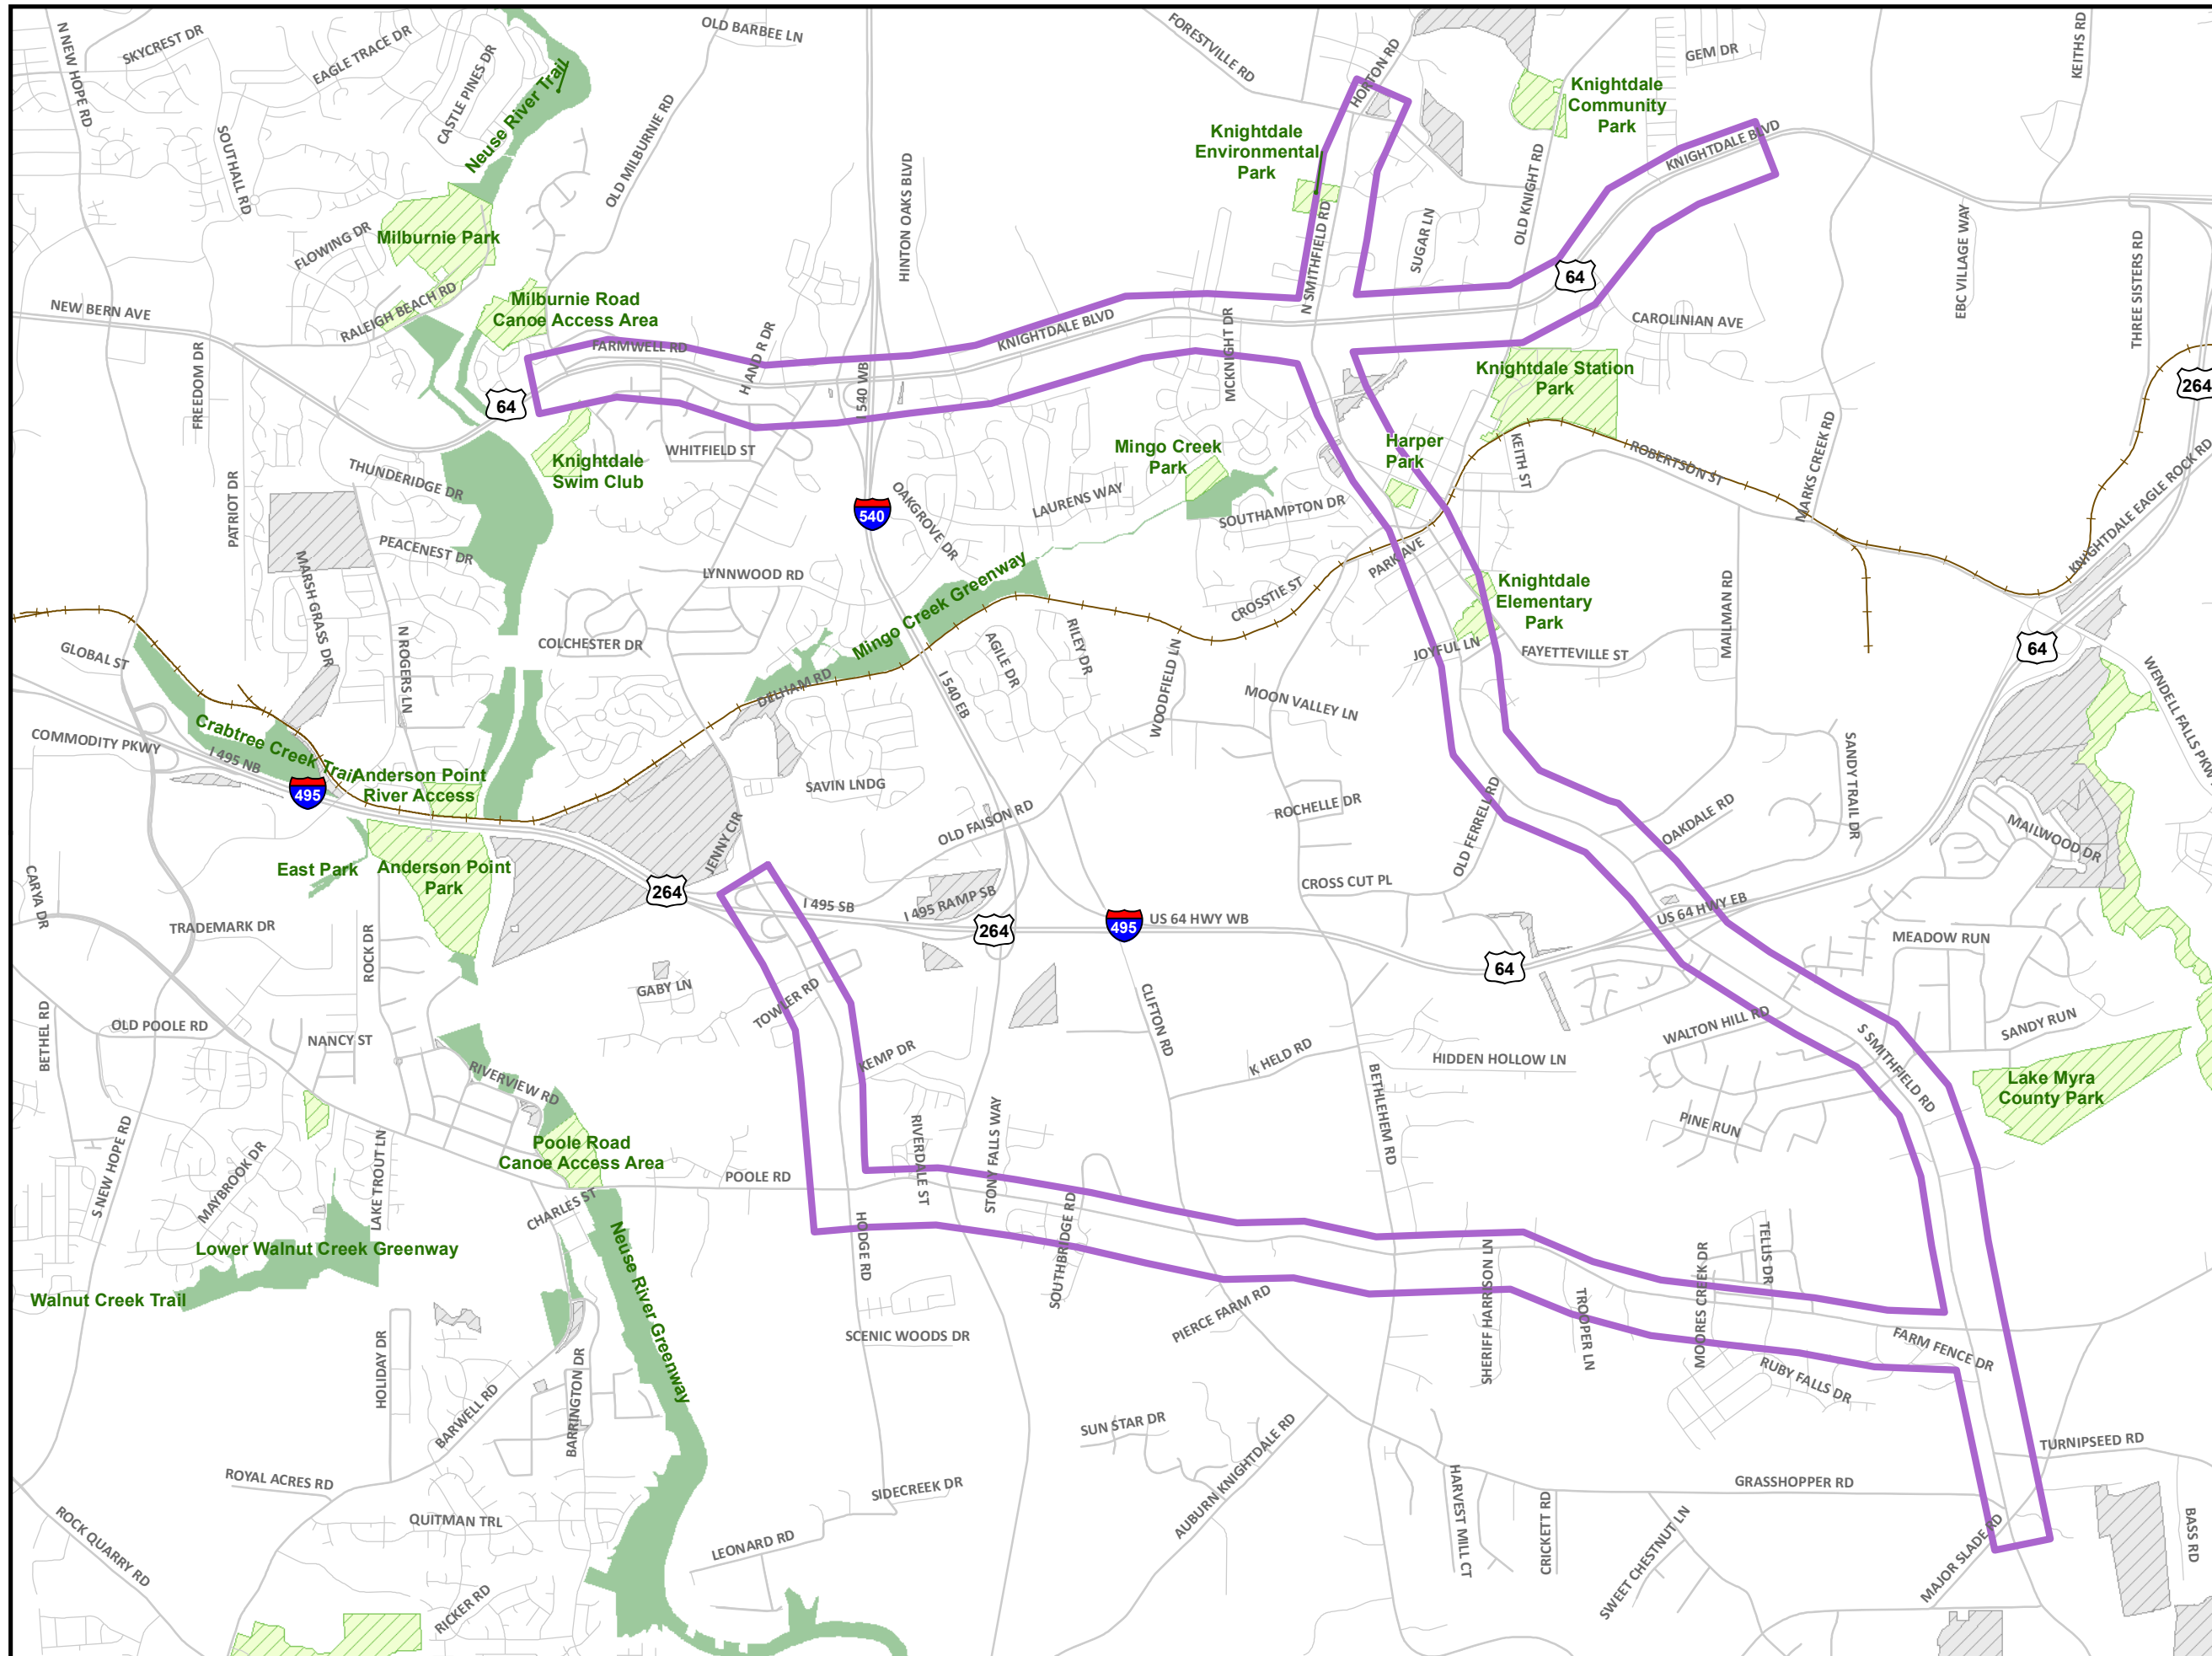 N NEW HOPE RD
SKYCREST DR
EAGLE TRACE DR
CASTLE PINES DR
Neuse River Trail
OLD BARBEE LN
FORESTVILLE RD
HORTON RD
GEM DR
KEITHS RD
Knightdale
Community
Park
SOUTHALL RD
OLD MILBURNIE RD
HINTON OAKS BLVD
Knightdale
Environmental
Park
OLD KNIGHT RD
KNIGHTDALE BLVD
FLOWING DR
Milburnie Park
N SMITHFIELD RD
SUGAR LN
EBC VILLAGE WAY
THREE SISTERS RD
NEW BERN AVE
RALEIGH BEACH RD
Milburnie Road
Canoe Access Area
FARMWELL RD
H AND R DR
KNIGHTDALE BLVD
MCKNIGHT DR
64
CAROLINIAN AVE
FREEDOM DR
64
I 540 WB
Knightdale Station
Park
264
THUNDERIDGE DR
Knightdale
Swim Club
WHITFIELD ST
Mingo Creek
Park
Harper
Park
KEITH ST
ROBERTSON ST
MARKS CREEK RD
KNIGHTDALE EAGLE ROCK RD
PATRIOT DR
540
OAKGROVE DR
LAURENS WAY
SOUTHAMPTON DR
MARSH GRASS DR
PEACENEST DR
LYNNWOOD RD
Mingo Creek Greenway
CROSSTIE ST
PARK AVE
Knightdale
Elementary
Park
MAILMAN RD
GLOBAL ST
N ROGERS LN
COLCHESTER DR
AGILE DR
RILEY DR
WOODFIELD LN
JOYFUL LN
FAYETTEVILLE ST
64
WENDELL FALLS PKWY
DELHAM RD
I 540 EB
MOON VALLEY LN
COMMODITY PKWY
Crabtree Creek Trail
I 495 NB
495
Anderson Point
River Access
SAVIN LNDG
OLD FAISON RD
ROCHELLE DR
OLD FERRELL RD
OAKDALE RD
SANDY TRAIL DR
MAILWOOD DR
CARYA DR
East Park
Anderson Point
Park
JENNY CIR
264
I 495 SB
I 495 RAMP SB
264
495
US 64 HWY WB
CROSS CUT PL
US 64 HWY EB
64
TRADEMARK DR
ROCK DR
MEADOW RUN
GABY LN
TOWLER RD
CLIFTON RD
BETHEL RD
OLD POOLE RD
NANCY ST
RIVERVIEW RD
KEMP DR
K HELD RD
BETHLEHEM RD
HIDDEN HOLLOW LN
WALTON HILL RD
S SMITHFIELD RD
SANDY RUN
Lake Myra
County Park
PINE RUN
S NEW HOPE RD
MAYBROOK DR
LAKE TROUT LN
Poole Road
Canoe Access Area
CHARLES ST
POOLE RD
RIVERDALE ST
STONY FALLS WAY
SOUTHBRIDGE RD
Lower Walnut Creek Greenway
Walnut Creek Trail
Neuse River Greenway
HODGE RD
PIERCE FARM RD
SHERIFF HARRISON LN
TROOPER LN
MOORES CREEK DR
TELLIS DR
RUBY FALLS DR
FARM FENCE DR
HOLIDAY DR
BARWELL RD
BARRINGTON DR
SCENIC WOODS DR
SUN STAR DR
AUBURN KNIGHTDALE RD
TURNIPSEED RD
ROYAL ACRES RD
SIDECREEK DR
HARVEST MILL CT
CRICKETT RD
GRASSHOPPER RD
SWEET CHESTNUT LN
MAJOR SLADE RD
BASS RD
ROCK QUARRY RD
QUITMAN TRL
LEONARD RD
RICKER RD